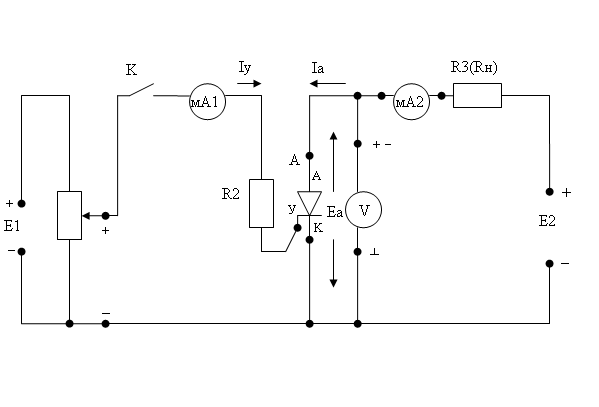 K
Iy
Ia
R3(Rн)
мА1
мА2
+ -
А
А
R2
у
Ea
V
+
E1
+
К
+
E2
-
⊥
-
-